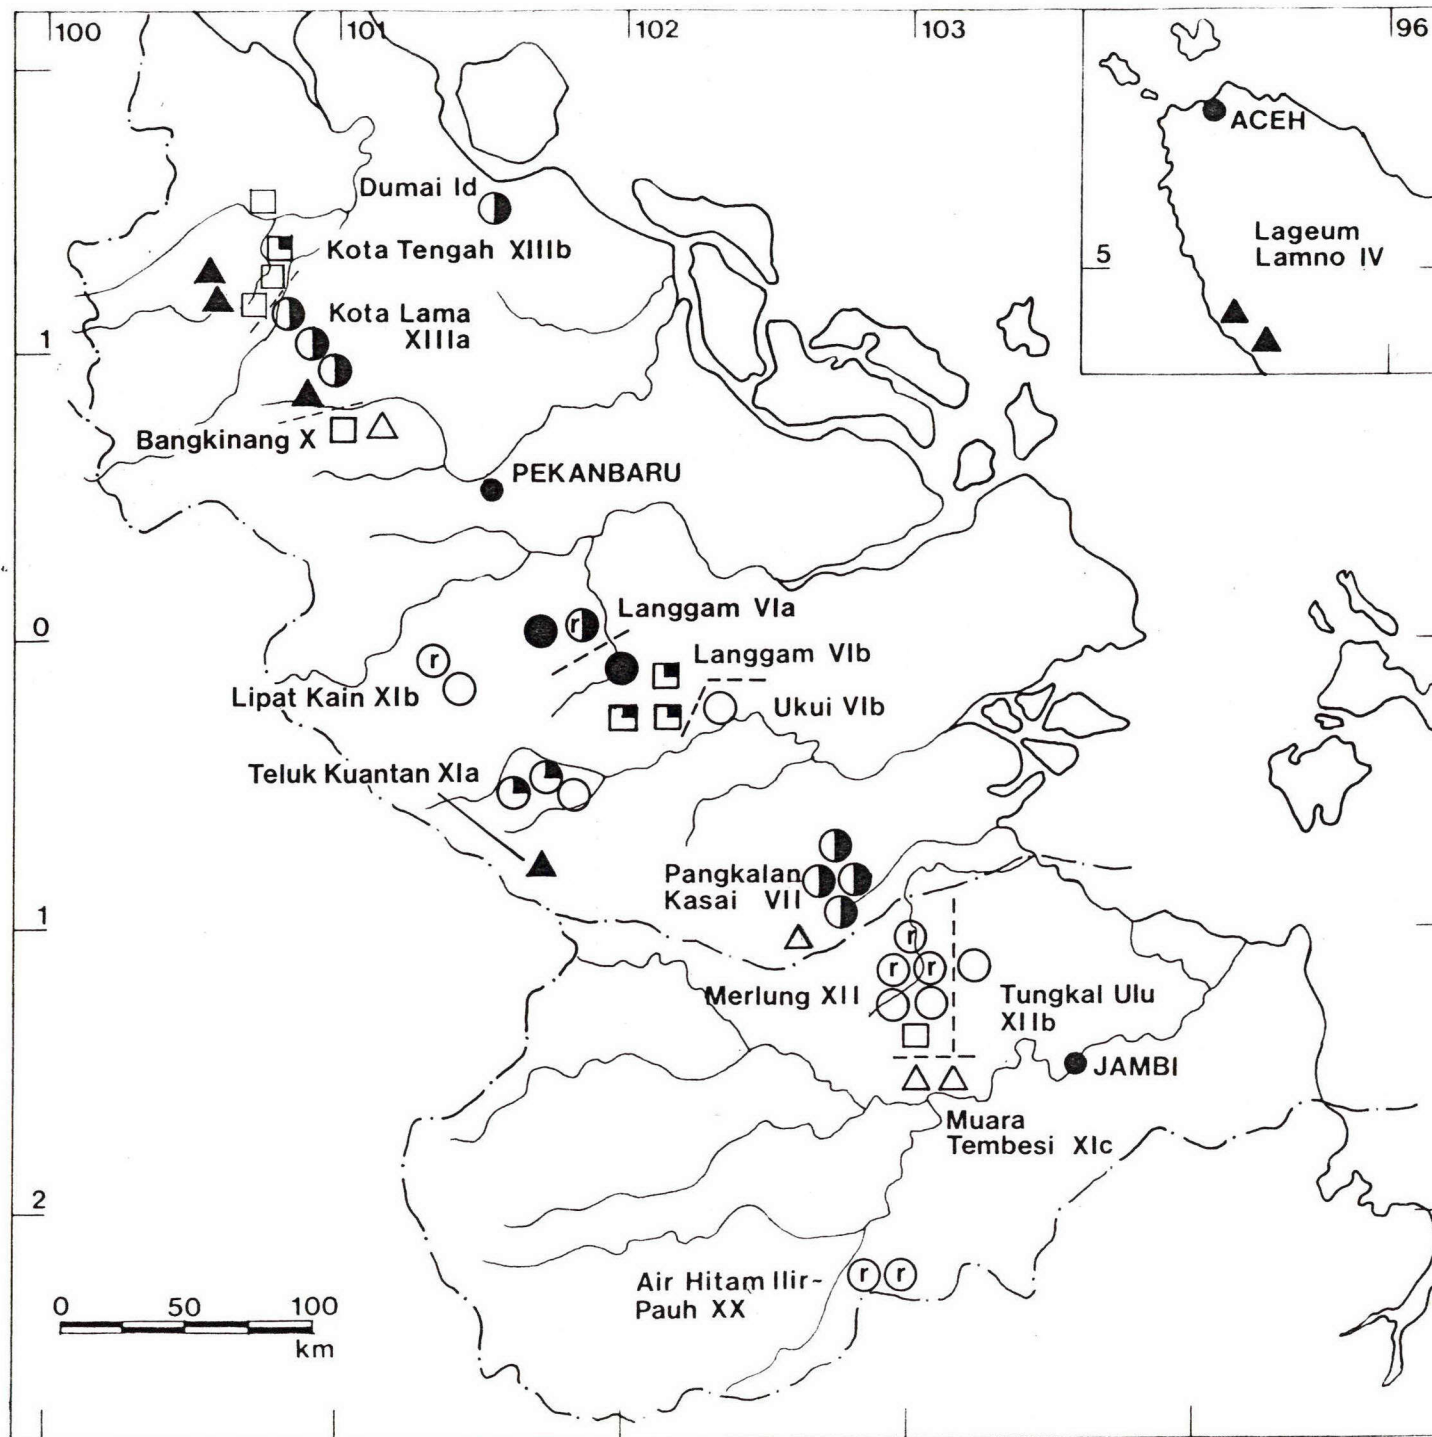 100 101 102 103 96
ACEH
Dumai Id
Lageum
Lamno IV
Kota Tengah XIIIb
5
Kota Lama
XIIIa
1
Bangkinang X
PEKANBARU
Langgam VIa
0
r
r
Langgam VIb
Lipat Kain XIb
Ukui VIb
Teluk Kuantan XIa
Pangkalan
Kasai VII
1
r
r r
Merlung XII
Tungkal Ulu
XIIb
JAMBI
Muara
Tembesi XIc
2
r r
Air Hitam Ilir-
Pauh XX
0 50 100
km